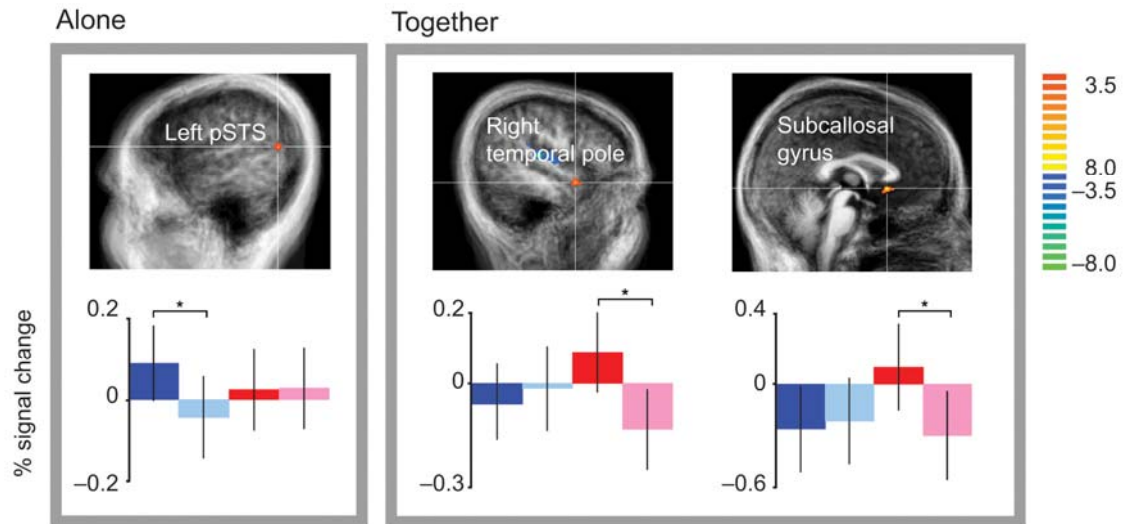 Alone
Together
Left pSTS
Right
temporal pole
Subcallosal
gyrus
3.5
8.0
–3.5
–8.0
% signal change
0.2
0
–0.2
*
0.2
0
–0.3
*
0.4
0
–0.6
*